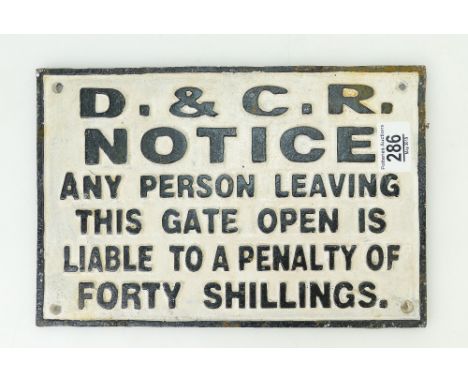 D. & C.R.
NOTICE
ANY PERSON LEAVING
THIS GATE OPEN IS
LIABLE TO A PENALTY OF
FORTY SHILLINGS.
286